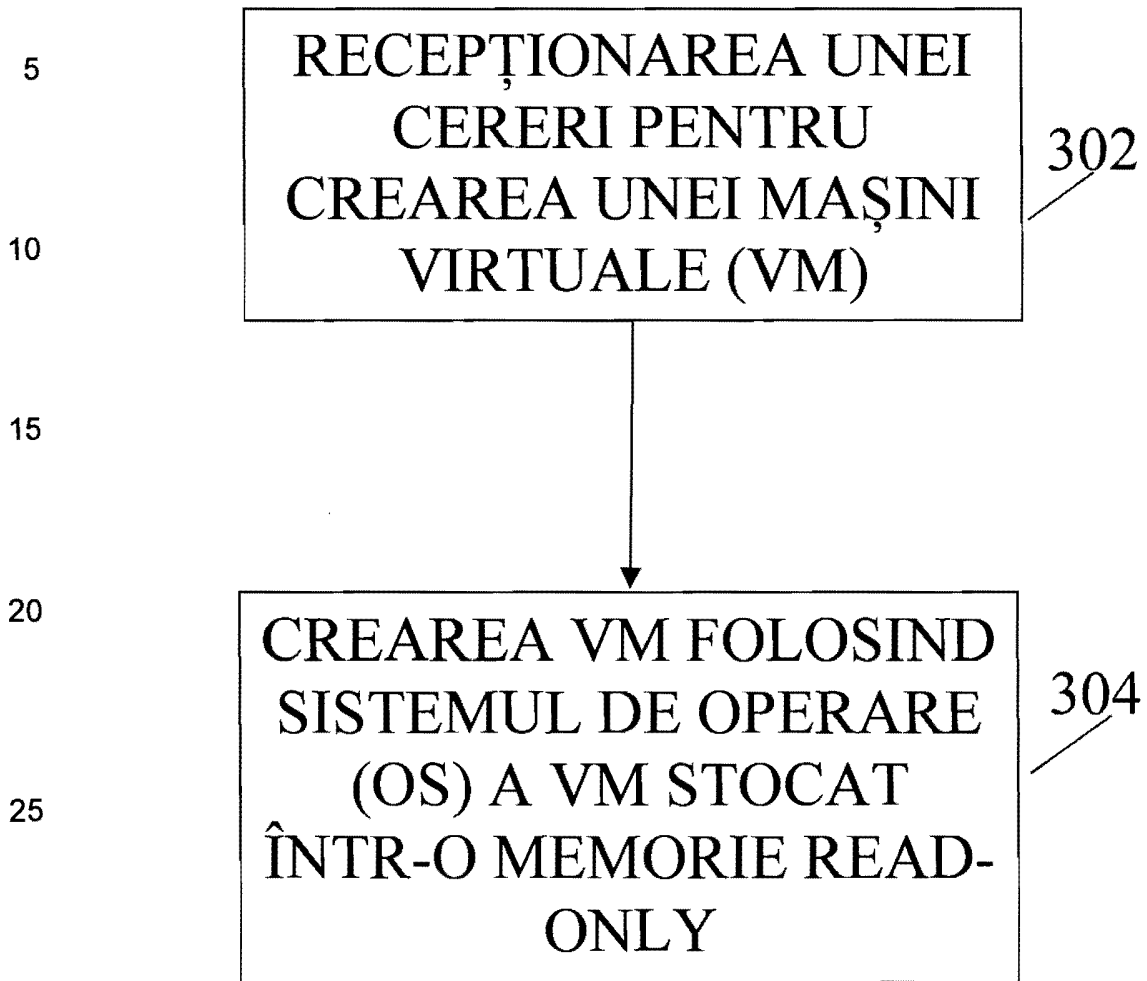 5
RECEPȚIONAREA UNEI
CERERI PENTRU
302
CREAREA UNEI MAȘINI
10
VIRTUALE (VM)
15
20
CREAREA VM FOLOSIND
SISTEMUL DE OPERARE
304
(OS) A VM STOCAT
25
ÎNTR-O MEMORIE READ-
ONLY